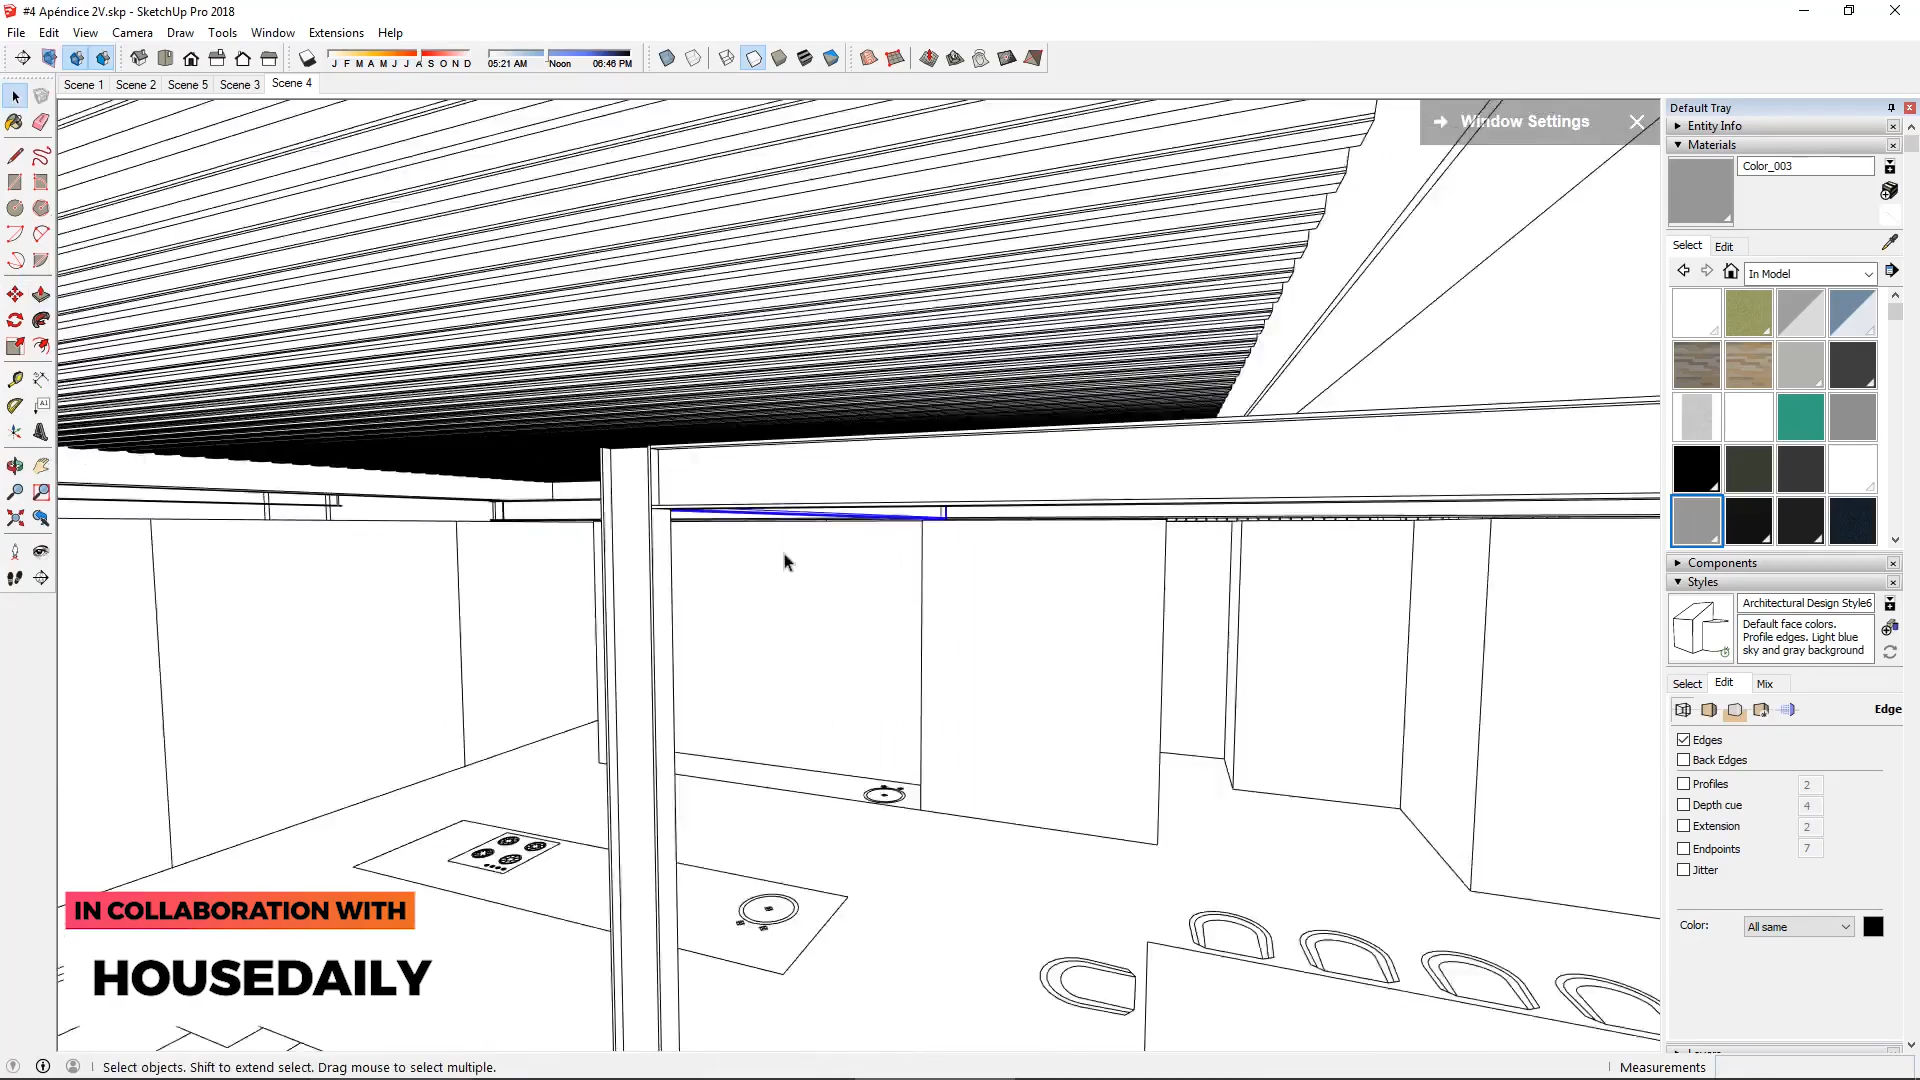 #4 Apéndice 2V.skp - SketchUp Pro 2018
File Edit View Camera Draw Tools Window Extensions Help
J F M A M J J A S O N D 05:21 AM Noon 06:46 PM
Scene 1 Scene 2 Scene 5 Scene 3 Scene 4
Window Settings
Default Tray
Entity Info
Materials
Color_003
Select Edit
In Model
Components
Styles
Architectural Design Style6
Default face colors.
Profile edges. Light blue
sky and gray background
Select Edit Mix
Edge
Edges
Back Edges
Profiles 2
Depth cue 4
Extension 2
Endpoints 7
Jitter
Color: All same
IN COLLABORATION WITH
HOUSEDAILY
Select objects. Shift to extend select. Drag mouse to select multiple.
Measurements